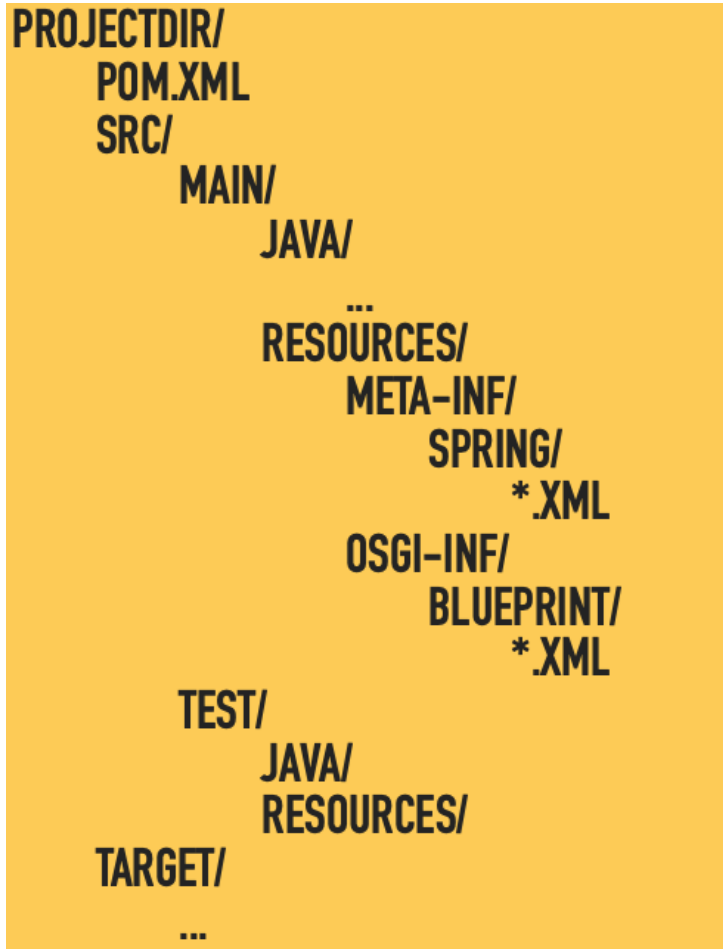 PROJECTDIR/
POM.XML
SRC/
MAIN/
JAVA/
...
RESOURCES/
META-INF/
SPRING/
*.XML
OSGI-INF/
BLUEPRINT/
*.XML
TEST/
JAVA/
RESOURCES/
TARGET/
...